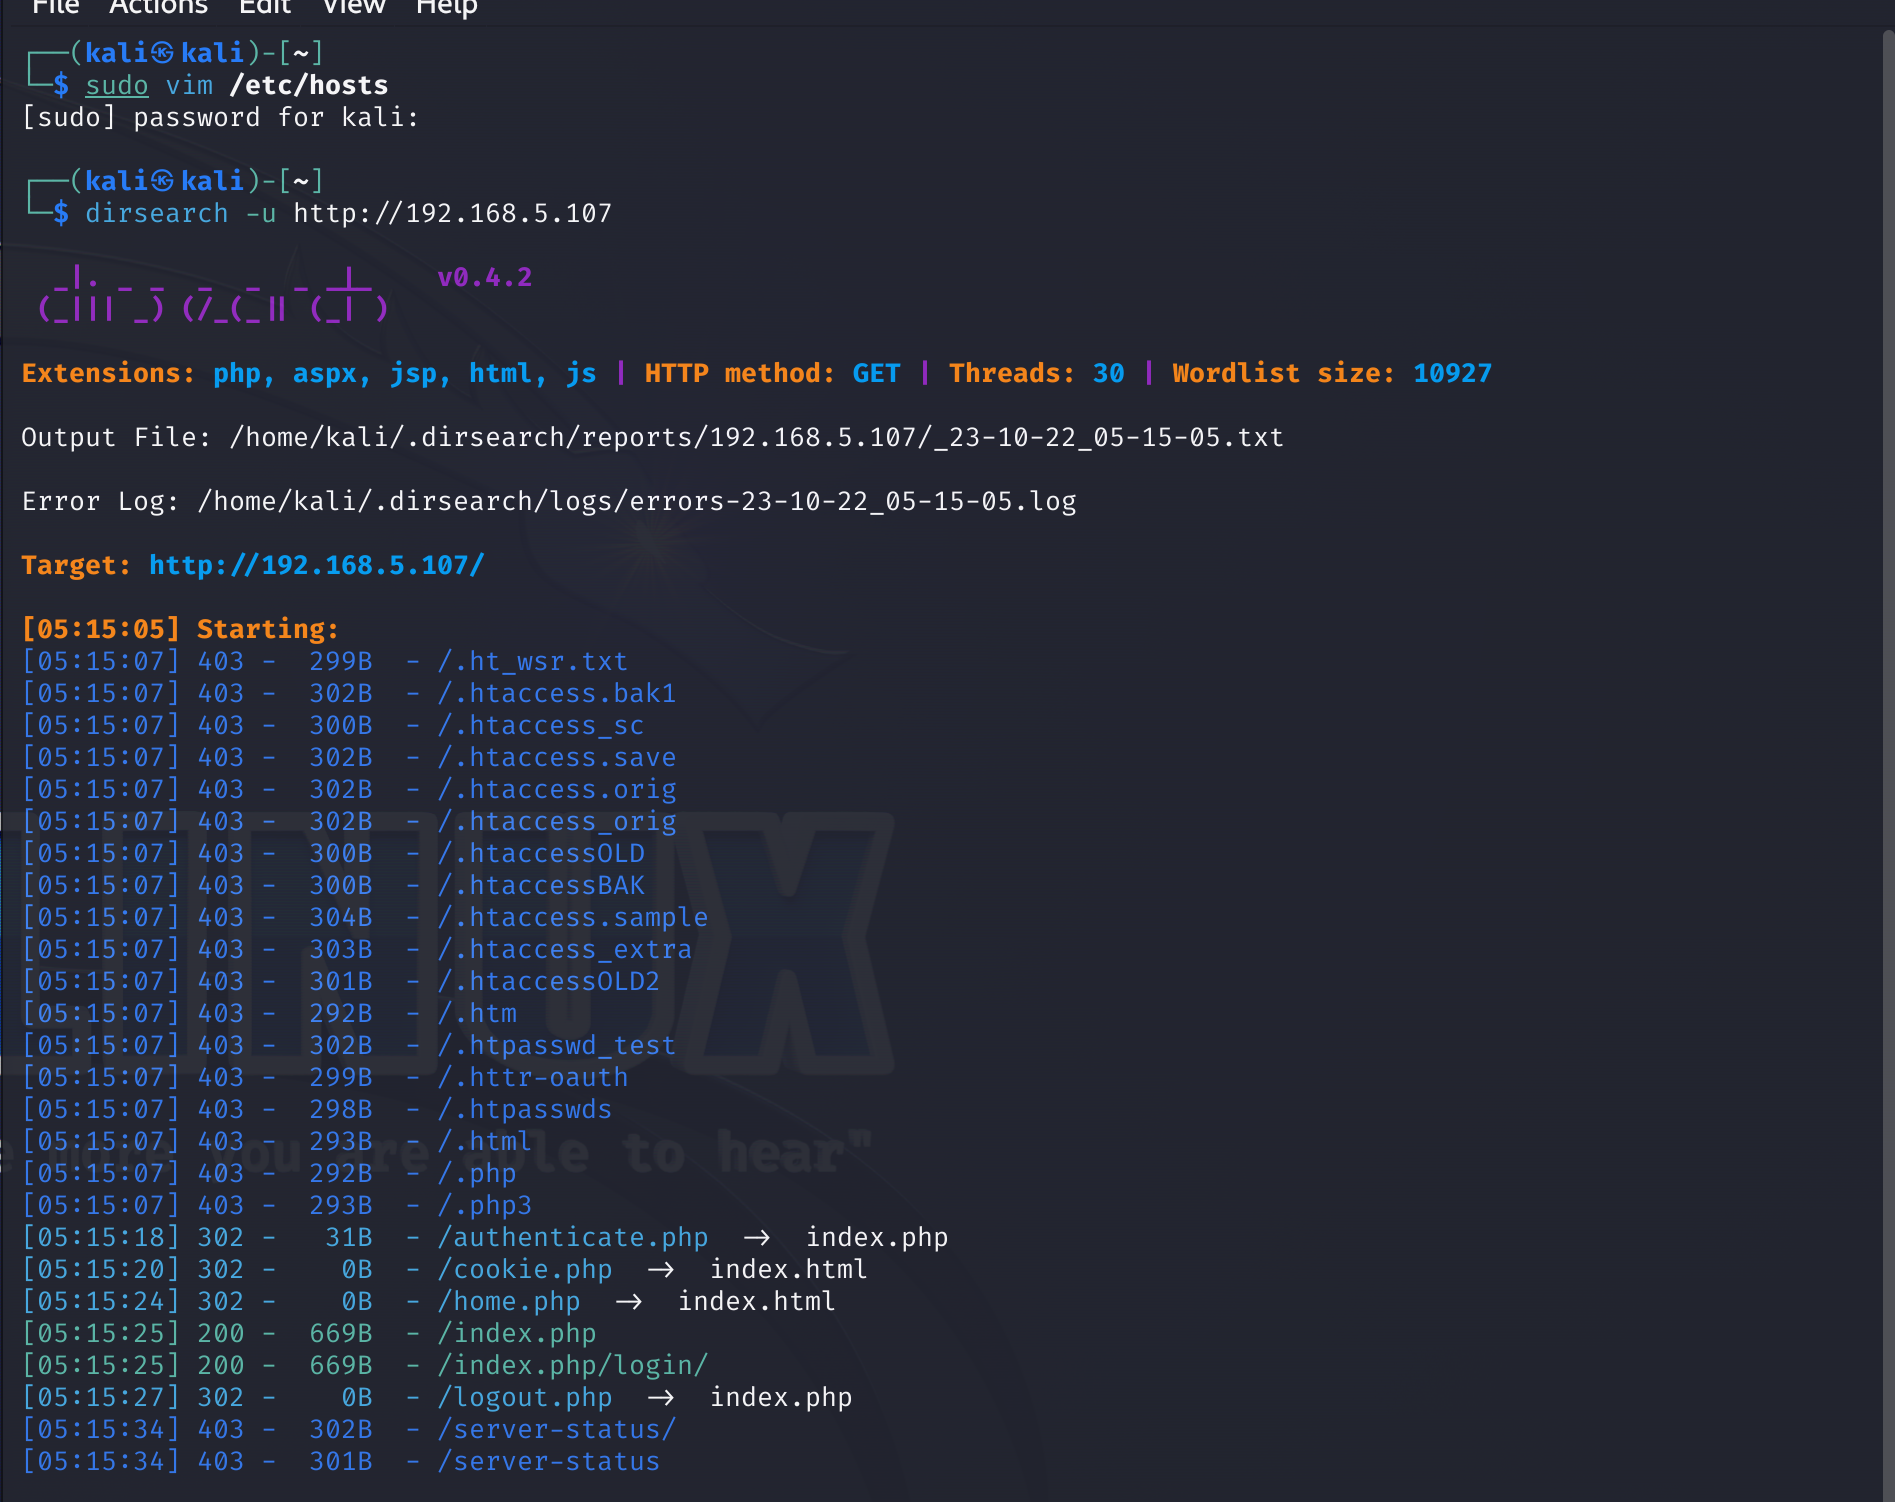 File Actions Edit View Help
┌──(kali㉿kali)-[~]
└─$ sudo vim /etc/hosts
[sudo] password for kali:
┌──(kali㉿kali)-[~]
└─$ dirsearch -u http://192.168.5.107
  _|. _ _  _  _  _ _|_    v0.4.2
 (_||| _) (/_(_|| (_| )
Extensions: php, aspx, jsp, html, js | HTTP method: GET | Threads: 30 | Wordlist size: 10927
Output File: /home/kali/.dirsearch/reports/192.168.5.107/_23-10-22_05-15-05.txt
Error Log: /home/kali/.dirsearch/logs/errors-23-10-22_05-15-05.log
Target: http://192.168.5.107/
[05:15:05] Starting:
[05:15:07] 403 -  299B  - /.ht_wsr.txt
[05:15:07] 403 -  302B  - /.htaccess.bak1
[05:15:07] 403 -  300B  - /.htaccess_sc
[05:15:07] 403 -  302B  - /.htaccess.save
[05:15:07] 403 -  302B  - /.htaccess.orig
[05:15:07] 403 -  302B  - /.htaccess_orig
[05:15:07] 403 -  300B  - /.htaccessOLD
[05:15:07] 403 -  300B  - /.htaccessBAK
[05:15:07] 403 -  304B  - /.htaccess.sample
[05:15:07] 403 -  303B  - /.htaccess_extra
[05:15:07] 403 -  301B  - /.htaccessOLD2
[05:15:07] 403 -  292B  - /.htm
[05:15:07] 403 -  302B  - /.htpasswd_test
[05:15:07] 403 -  299B  - /.httr-oauth
[05:15:07] 403 -  298B  - /.htpasswds
[05:15:07] 403 -  293B  - /.html
[05:15:07] 403 -  292B  - /.php
[05:15:07] 403 -  293B  - /.php3
[05:15:18] 302 -   31B  - /authenticate.php  →  index.php
[05:15:20] 302 -    0B  - /cookie.php  →  index.html
[05:15:24] 302 -    0B  - /home.php  →  index.html
[05:15:25] 200 -  669B  - /index.php
[05:15:25] 200 -  669B  - /index.php/login/
[05:15:27] 302 -    0B  - /logout.php  →  index.php
[05:15:34] 403 -  302B  - /server-status/
[05:15:34] 403 -  301B  - /server-status
you are able to hear"